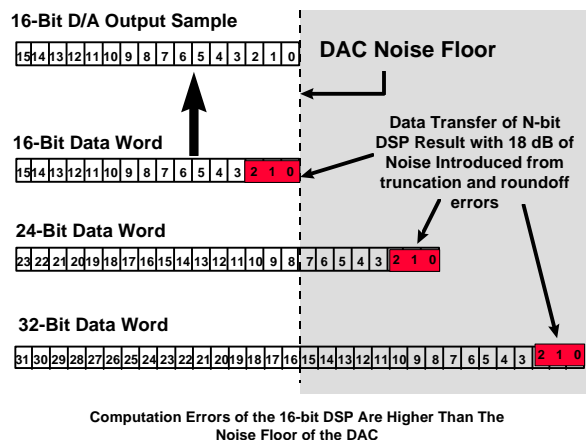 16-Bit D/A Output Sample
15 14 13 12 11 10 9 8 7 6 5 4 3 2 1 0
DAC Noise Floor
16-Bit Data Word
15 14 13 12 11 10 9 8 7 6 5 4 3 2 1 0
Data Transfer of N-bit
DSP Result with 18 dB of
Noise Introduced from
truncation and roundoff
errors
24-Bit Data Word
23 22 21 20 19 18 17 16 15 14 13 12 11 10 9 8 7 6 5 4 3 2 1 0
32-Bit Data Word
31 30 29 28 27 26 25 24 23 22 21 20 19 18 17 16 15 14 13 12 11 10 9 8 7 6 5 4 3 2 1 0
Computation Errors of the 16-bit DSP Are Higher Than The
Noise Floor of the DAC